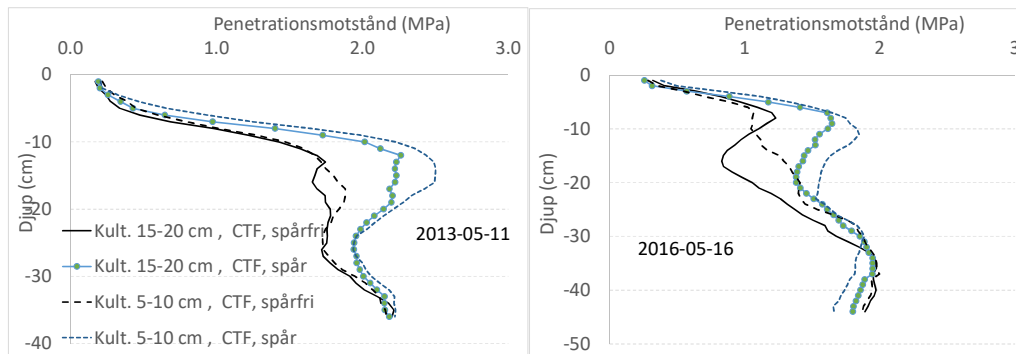 Penetrationsmotstånd (MPa)
0.0 1.0 2.0 3.0
0
-10
-20
-30
-40
Djup (cm)
Kult. 15-20 cm , CTF, spårfri
Kult. 15-20 cm , CTF, spår
Kult. 5-10 cm , CTF, spårfri
Kult. 5-10 cm , CTF, spår
2013-05-11
Penetrationsmotstånd (MPa)
0 1 2 3
0
-10
-20
-30
-40
-50
Djup (cm)
2016-05-16